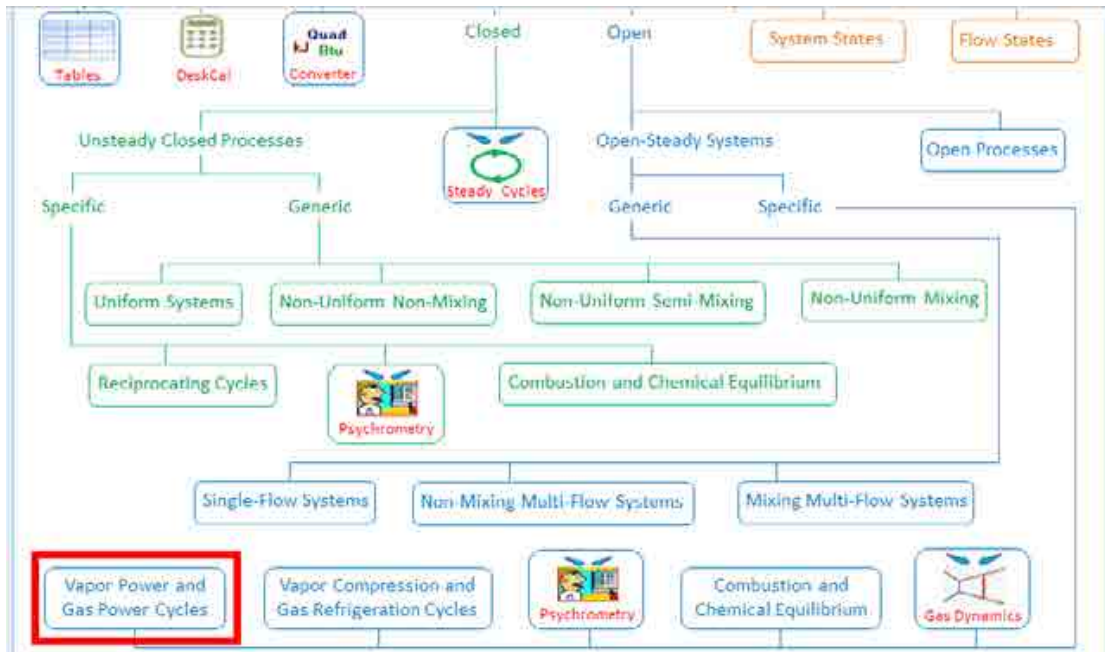 Tables
DeskCal
Quad
kJ Btu
Converter
Closed
Open
System States
Flow States
Unsteady Closed Processes
Steady Cycles
Open-Steady Systems
Open Processes
Specific
Generic
Generic
Specific
Uniform Systems
Non-Uniform Non-Mixing
Non-Uniform Semi-Mixing
Non-Uniform Mixing
Reciprocating Cycles
Psychrometry
Combustion and Chemical Equilibrium
Single-Flow Systems
Non-Mixing Multi-Flow Systems
Mixing Multi-Flow Systems
Vapor Power and
Gas Power Cycles
Vapor Compression and
Gas Refrigeration Cycles
Psychrometry
Combustion and
Chemical Equilibrium
Gas Dynamics